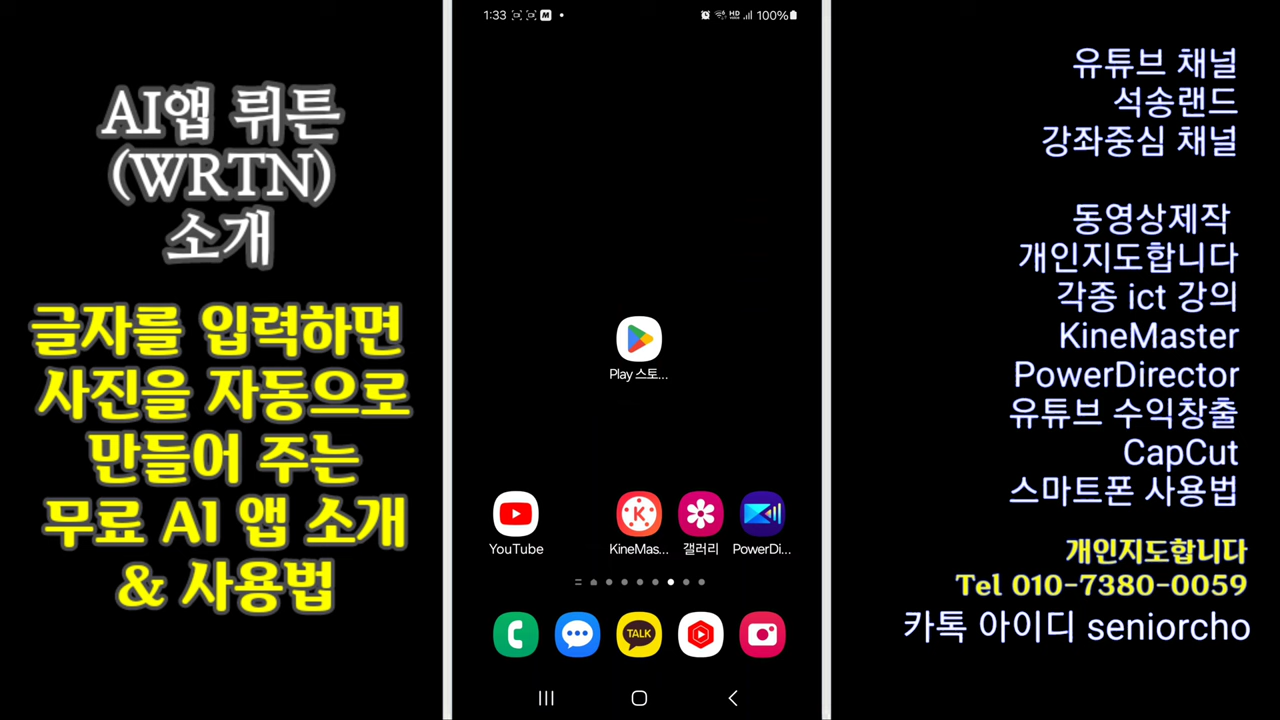 AI앱 뤼튼
(WRTN)
소개
글자를 입력하면
사진을 자동으로
만들어 주는
무료 AI 앱 소개
& 사용법
1:33
M
HD
100%
Play 스토...
YouTube
KineMas...
갤러리
PowerDi...
TALK
유튜브 채널
석송랜드
강좌중심 채널
동영상제작
개인지도합니다
각종 ict 강의
KineMaster
PowerDirector
유튜브 수익창출
CapCut
스마트폰 사용법
개인지도합니다
Tel 010-7380-0059
카톡 아이디 seniorcho